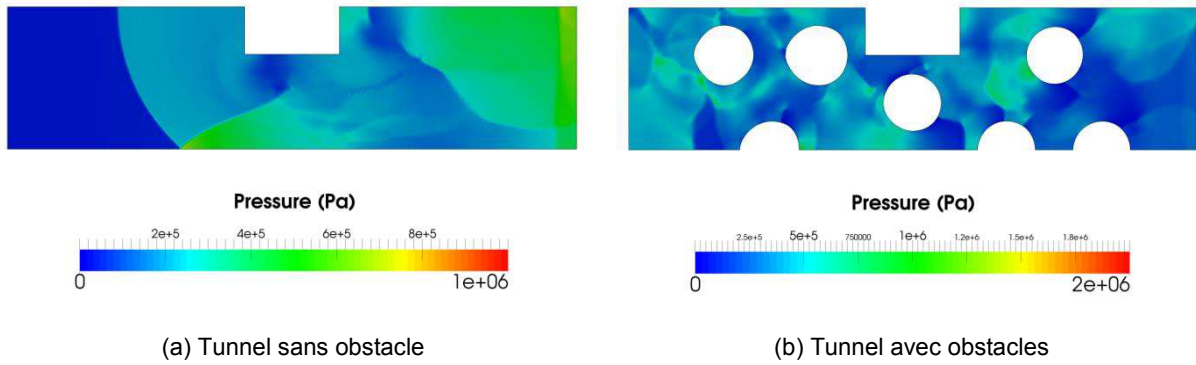 Pressure (Pa)
2e+5 4e+5 6e+5 8e+5
0 1e+06
(a) Tunnel sans obstacle
Pressure (Pa)
2.5e+5 5e+5 750000 1e+6 1.2e+6 1.5e+6 1.8e+6
0 2e+06
(b) Tunnel avec obstacles